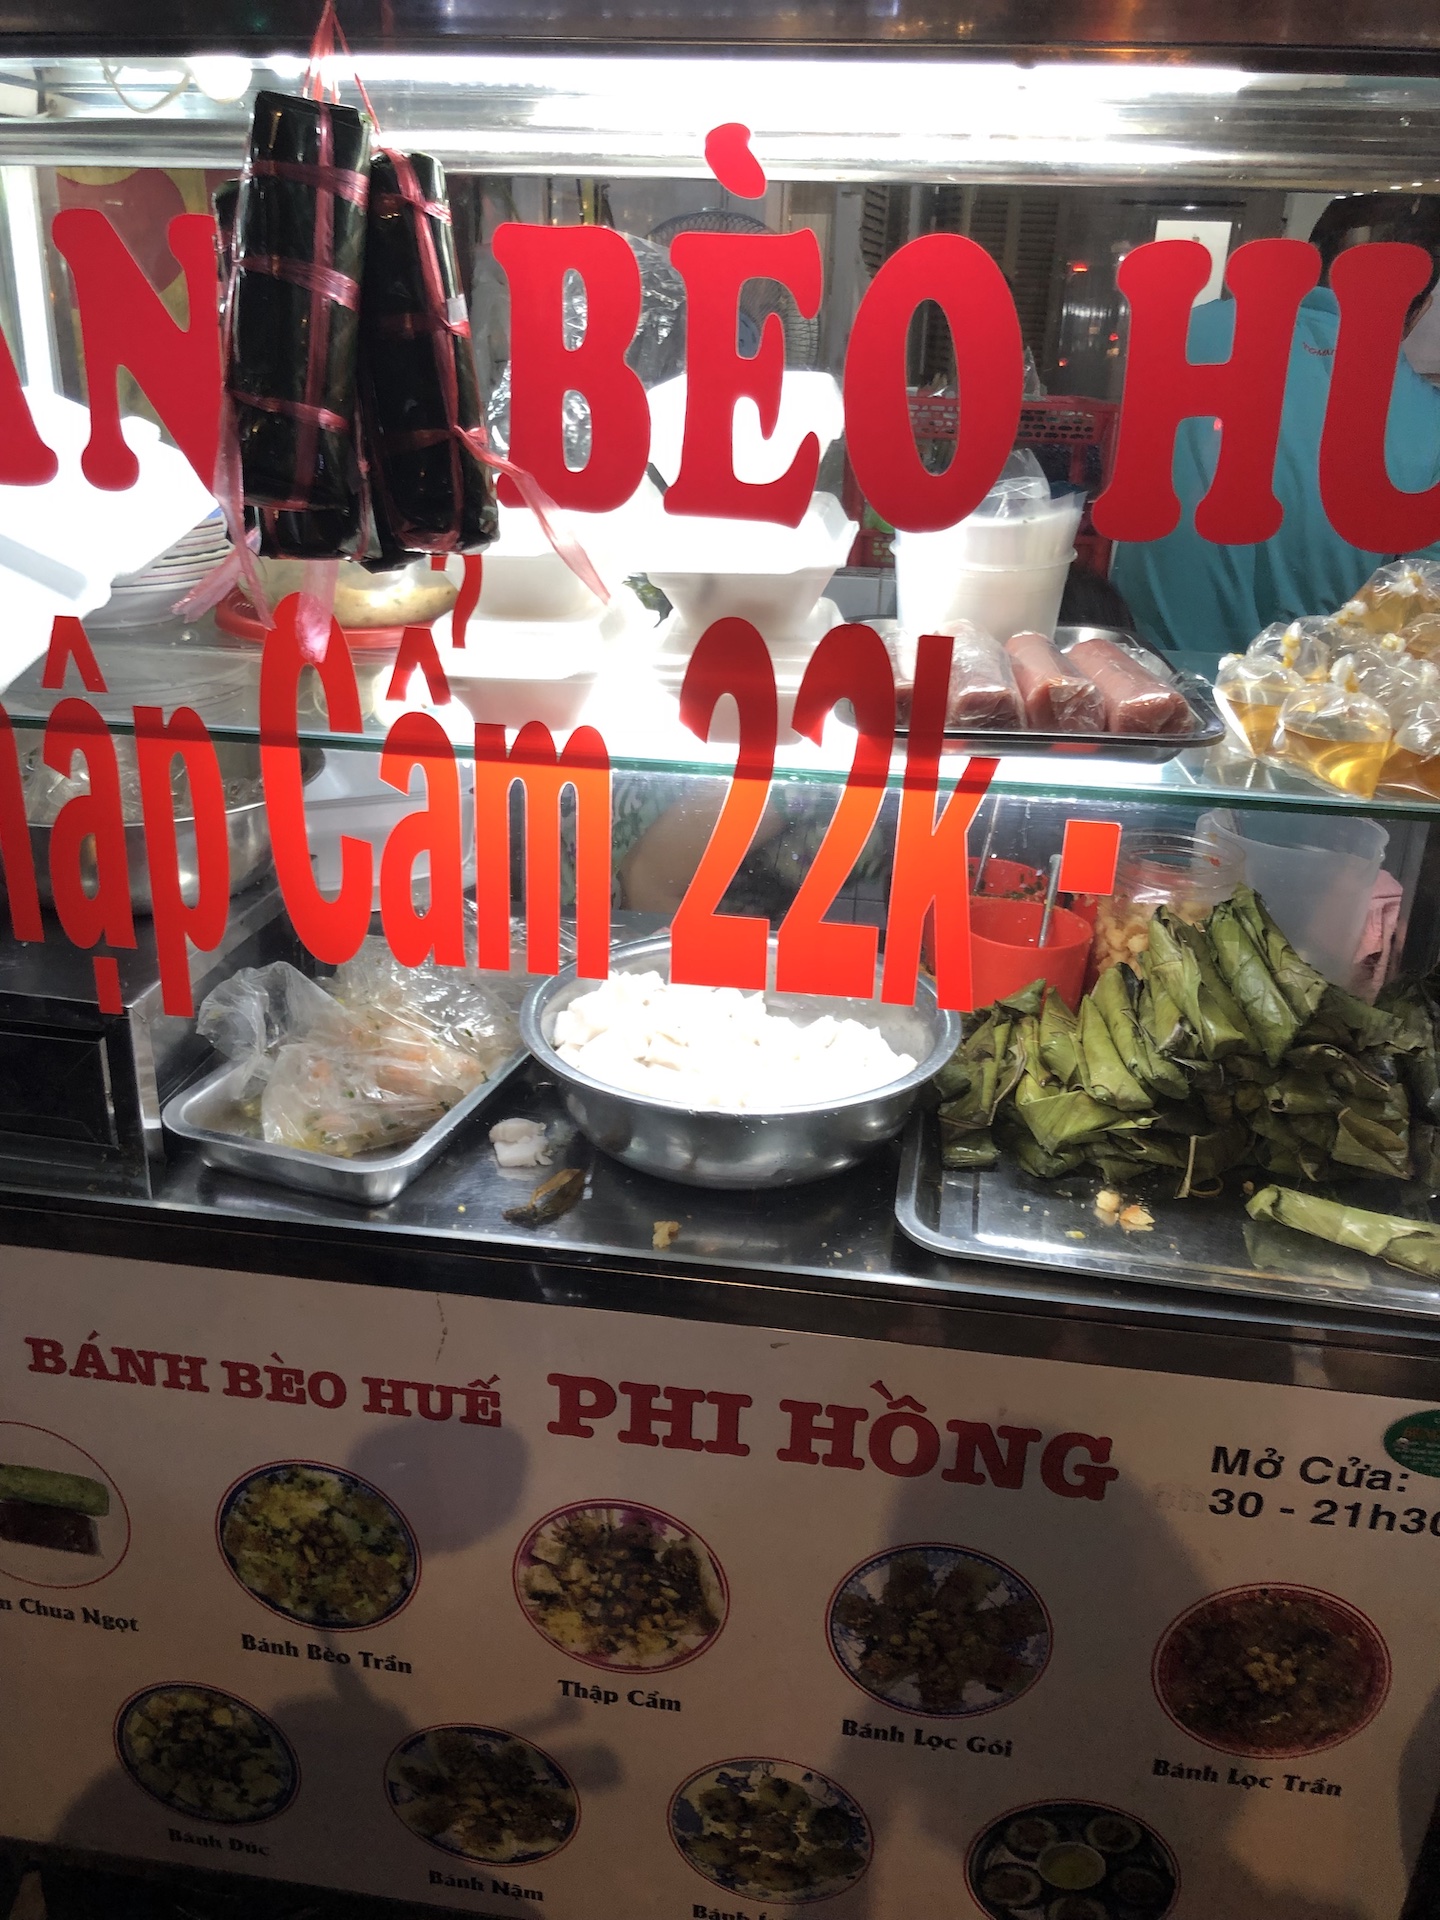 BÈO
Cẩm 22k -
BÁNH BÈO HUẾ PHI HỒNG
Mở Cửa:
30 - 21h30
Chua Ngọt
Bánh Bèo Trần
Thập Cẩm
Bánh Lọc Gói
Bánh Lọc Trần
Bánh Đúc
Bánh Nậm
Bánh